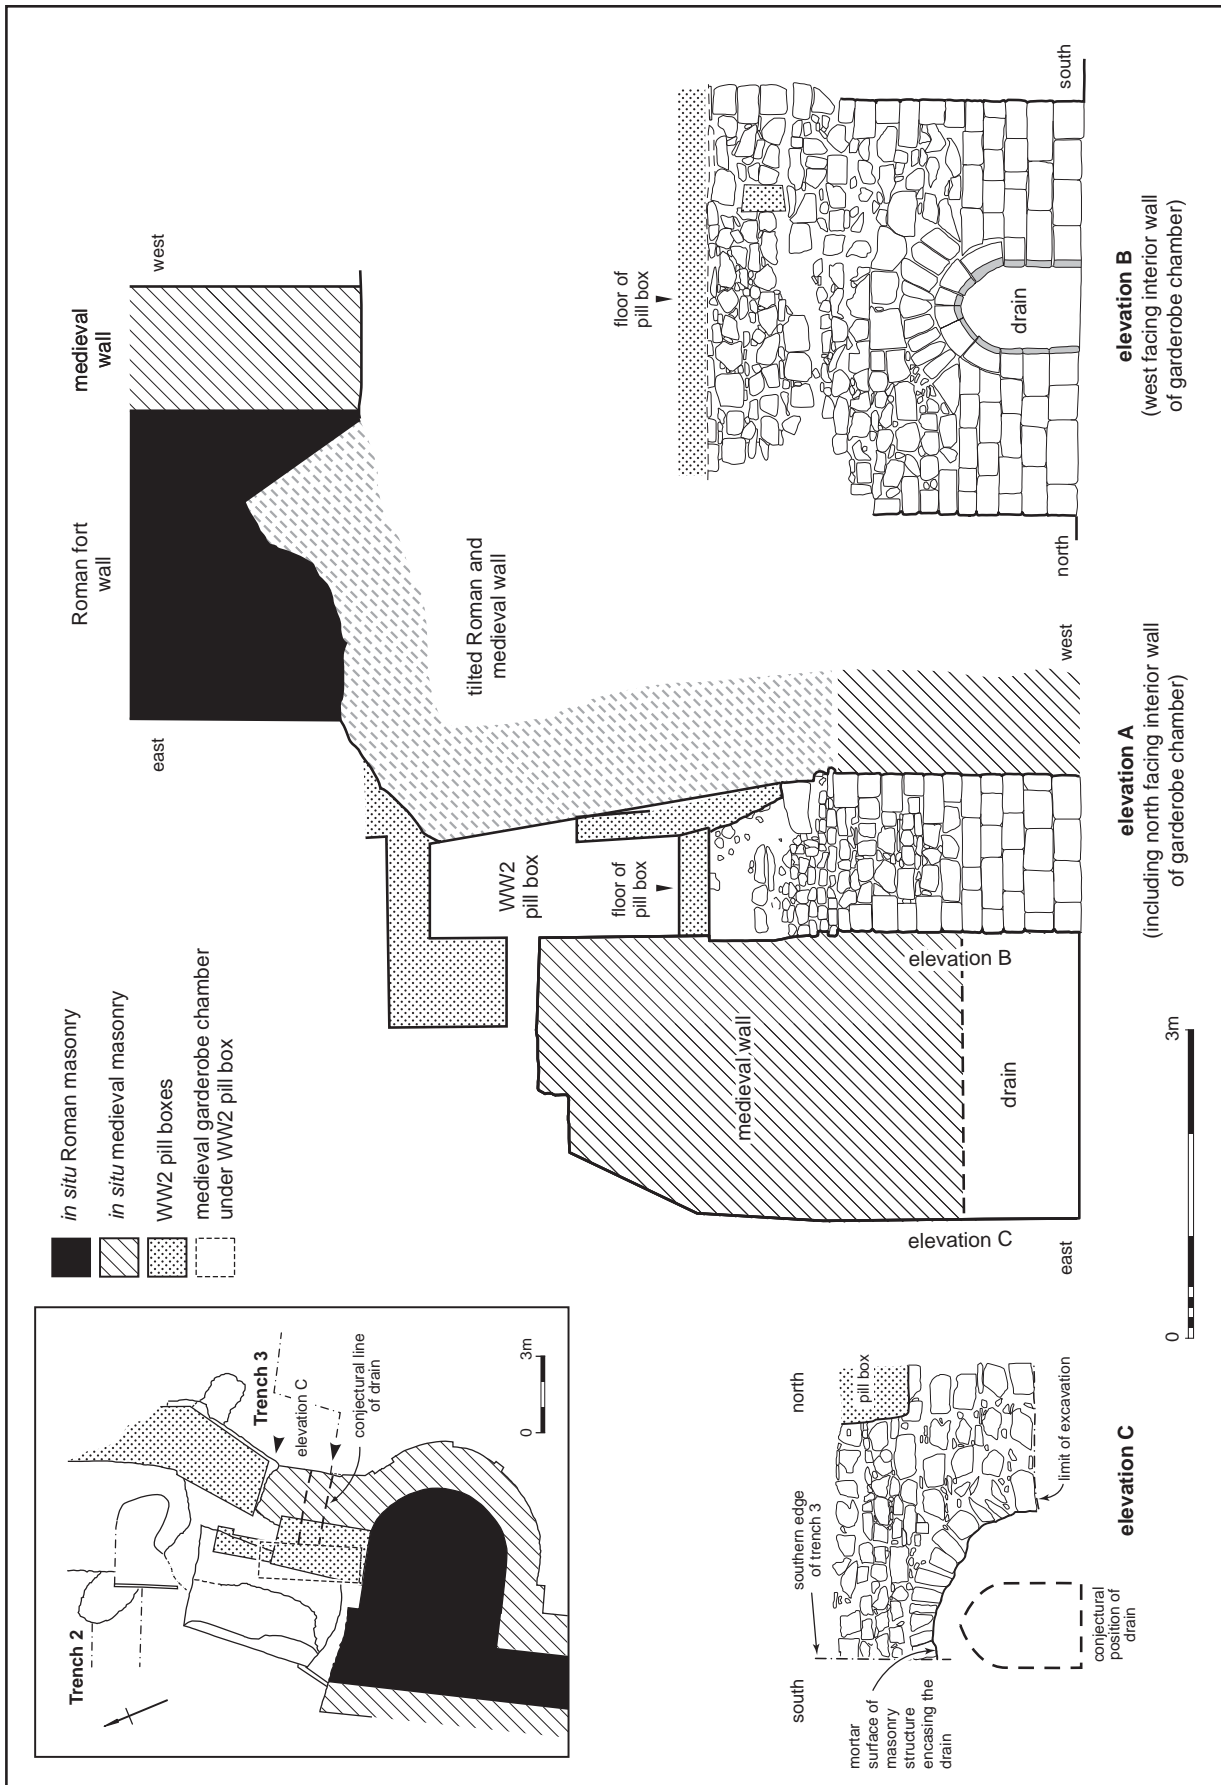 in situ Roman masonry
in situ medieval masonry
WW2 pill boxes
medieval garderobe chamber
under WW2 pill box
Trench 2
Trench 3
elevation C
conjectural line
of drain
0
3m
east
Roman fort
wall
medieval
wall
west
tilted Roman and
medieval wall
WW2
pill box
floor of
pill box
medieval wall
elevation B
drain
elevation C
east
west
elevation A
(including north facing interior wall
of garderobe chamber)
floor of
pill box
drain
north
south
elevation B
(west facing interior wall
of garderobe chamber)
0
3m
south
southern edge
of trench 3
north
pill box
mortar
surface of
masonry
structure
encasing the
drain
conjectural
position of
drain
limit of excavation
elevation C